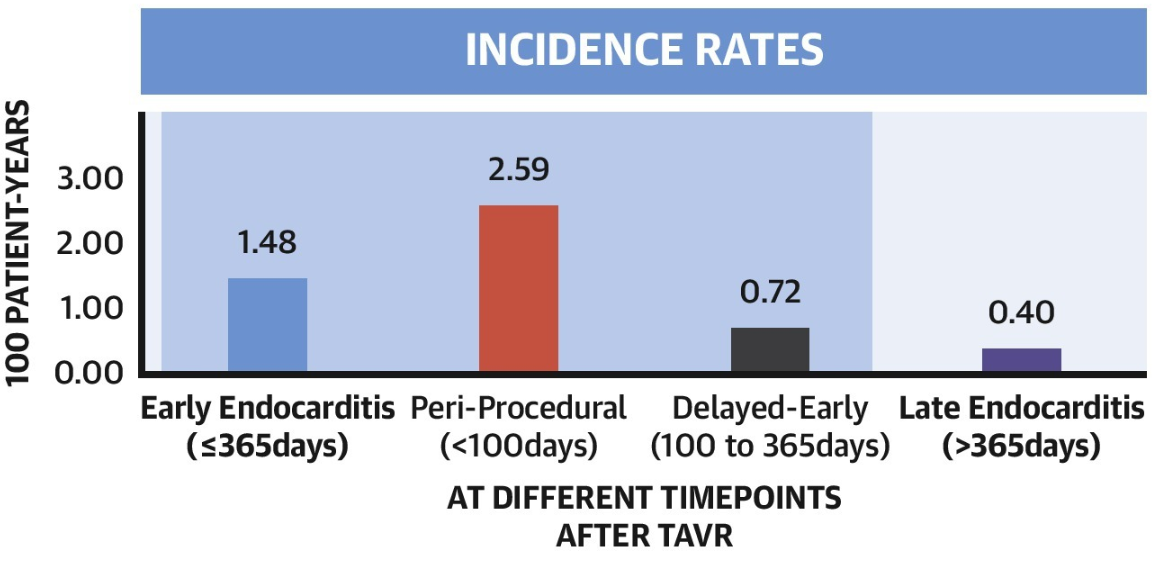 INCIDENCE RATES
100 PATIENT-YEARS
3.00
2.00
1.00
0.00
1.48
2.59
0.72
0.40
Early Endocarditis
(≤365days)
Peri-Procedural
(<100days)
Delayed-Early
(100 to 365days)
Late Endocarditis
(>365days)
AT DIFFERENT TIMEPOINTS
AFTER TAVR